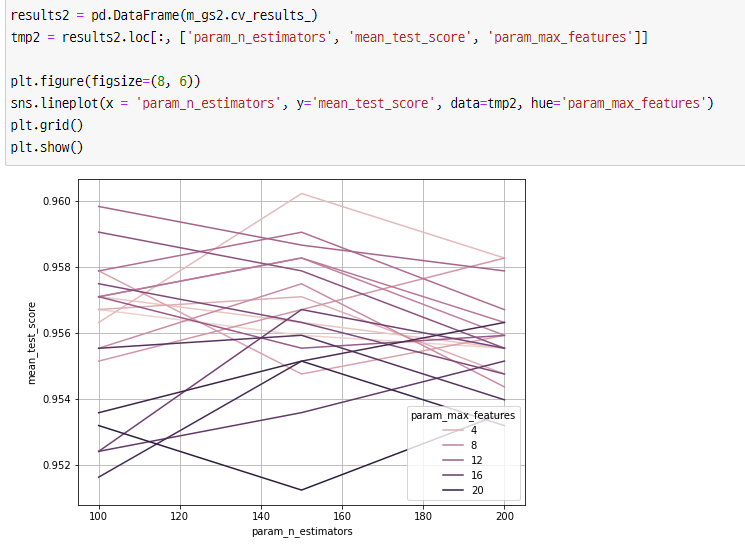 results2 = pd.DataFrame(m_gs2.cv_results_)
tmp2 = results2.loc[:, ['param_n_estimators', 'mean_test_score', 'param_max_features']]
plt.figure(figsize=(8, 6))
sns.lineplot(x = 'param_n_estimators', y='mean_test_score', data=tmp2, hue='param_max_features')
plt.grid()
plt.show()
0.960
0.958
0.956
0.954
0.952
mean_test_score
param_max_features
4
8
12
16
20
100 120 140 160 180 200
param_n_estimators